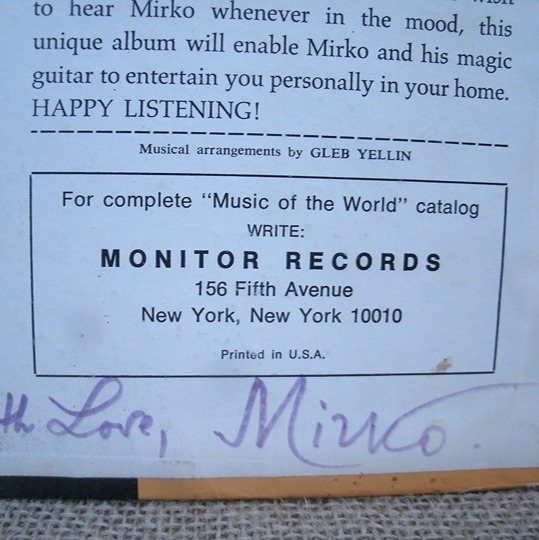 to hear Mirko whenever in the mood, this
unique album will enable Mirko and his magic
guitar to entertain you personally in your home.
HAPPY LISTENING!
Musical arrangements by GLEB YELLIN
For complete "Music of the World" catalog
WRITE:
MONITOR RECORDS
156 Fifth Avenue
New York, New York 10010
Printed in U.S.A.
th Love, Mirko.